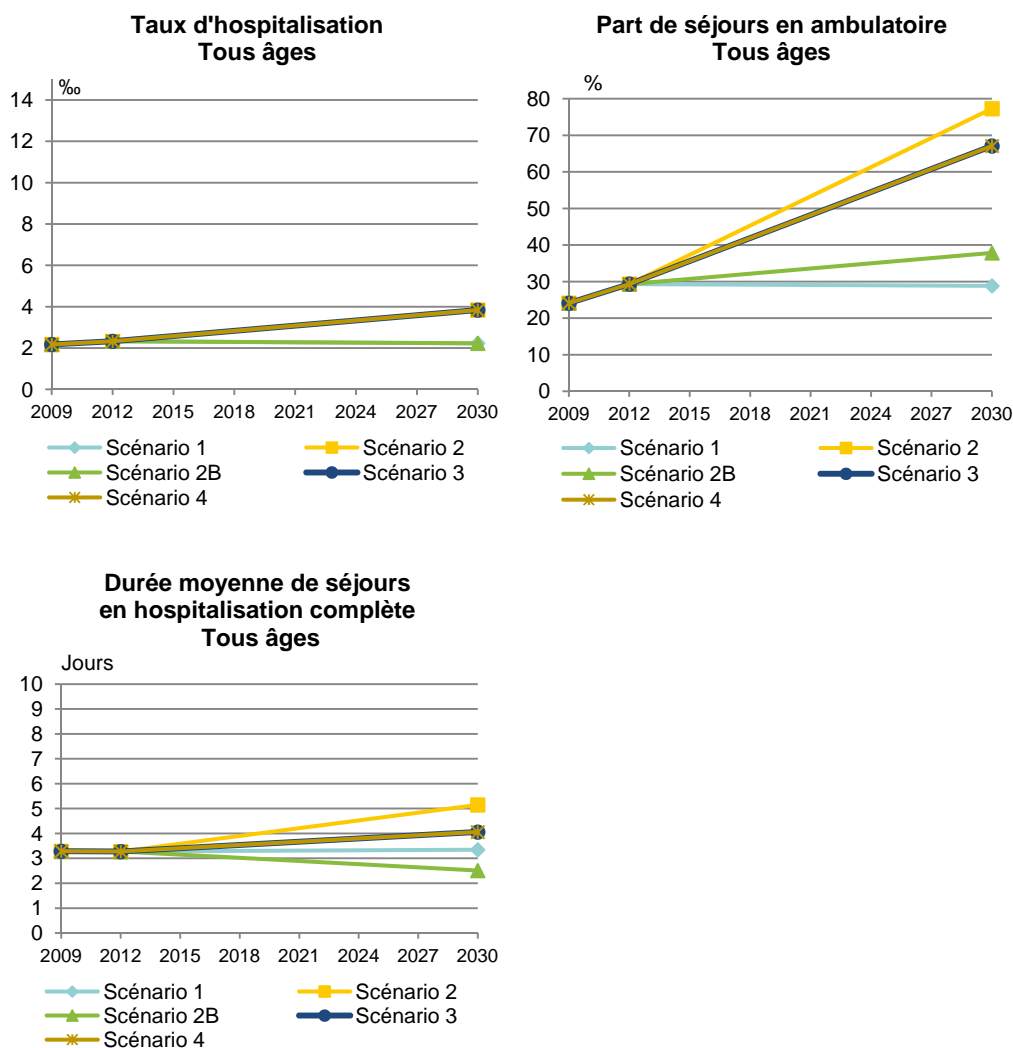 Taux d'hospitalisation
Tous âges
‰
14
12
10
8
6
4
2
0
2009 2012 2015 2018 2021 2024 2027 2030
Scénario 1 Scénario 2
Scénario 2B Scénario 3
Scénario 4
Part de séjours en ambulatoire
Tous âges
%
80
70
60
50
40
30
20
10
0
2009 2012 2015 2018 2021 2024 2027 2030
Scénario 1 Scénario 2
Scénario 2B Scénario 3
Scénario 4
Durée moyenne de séjours
en hospitalisation complète
Tous âges
Jours
10
9
8
7
6
5
4
3
2
1
0
2009 2012 2015 2018 2021 2024 2027 2030
Scénario 1 Scénario 2
Scénario 2B Scénario 3
Scénario 4